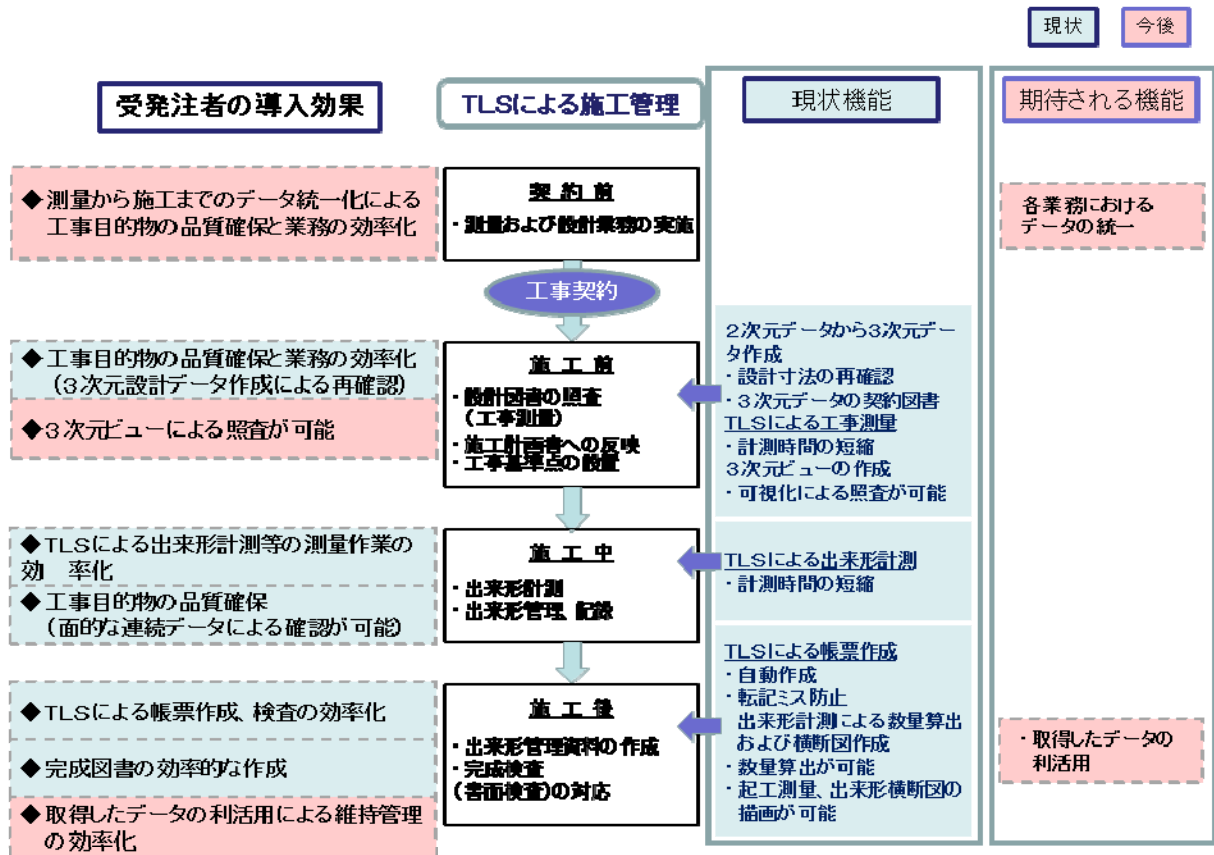 現状
今後
受発注者の導入効果
TLSによる施工管理
現状機能
期待される機能
◆測量から施工までのデータ統一化による
工事目的物の品質確保と業務の効率化
契 約 前
・測量および設計業務の実施
各業務における
データの統一
工事契約
◆工事目的物の品質確保と業務の効率化
（3次元設計データ作成による再確認）
◆3次元ビューによる照査が可能
施 工 前
・設計図書の照査
（工事測量）
・施工計画書への反映
・工事基準点の設置
2次元データから3次元デー
タ作成
・設計寸法の再確認
・3次元データの契約図書
TLSによる工事測量
・計測時間の短縮
3次元ビューの作成
・可視化による照査が可能
◆TLSによる出来形計測等の測量作業の
効　率化
◆工事目的物の品質確保
（面的な連続データによる確認が可能）
施 工 中
・出来形計測
・出来形管理、記録
TLSによる出来形計測
・計測時間の短縮
◆TLSによる帳票作成、検査の効率化
◆完成図書の効率的な作成
◆取得したデータの利活用による維持管理
の効率化
施 工 後
・出来形管理資料の作成
・完成検査
（書面検査）の対応
TLSによる帳票作成
・自動作成
・転記ミス防止
出来形計測による数量算出
および横断図作成
・数量算出が可能
・起工測量、出来形横断図の
描画が可能
・取得したデータの
利活用